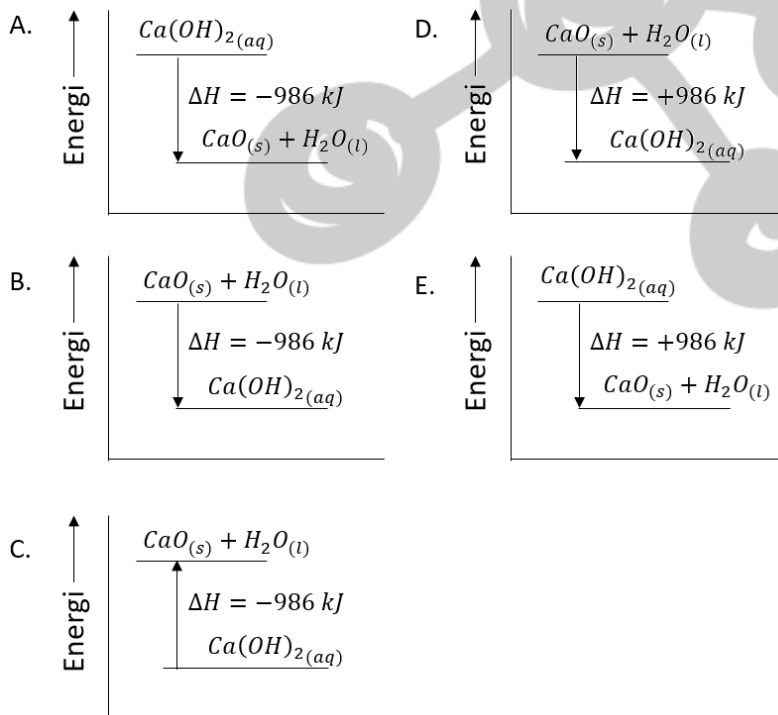 A.
Energi
Ca(OH)₂₍ₐq₎
ΔH = −986 kJ
CaO₍ₛ₎ + H₂O₍ₗ₎
B.
Energi
CaO₍ₛ₎ + H₂O₍ₗ₎
ΔH = −986 kJ
Ca(OH)₂₍ₐq₎
C.
Energi
CaO₍ₛ₎ + H₂O₍ₗ₎
ΔH = −986 kJ
Ca(OH)₂₍ₐq₎
D.
Energi
CaO₍ₛ₎ + H₂O₍ₗ₎
ΔH = +986 kJ
Ca(OH)₂₍ₐq₎
E.
Energi
Ca(OH)₂₍ₐq₎
ΔH = +986 kJ
CaO₍ₛ₎ + H₂O₍ₗ₎